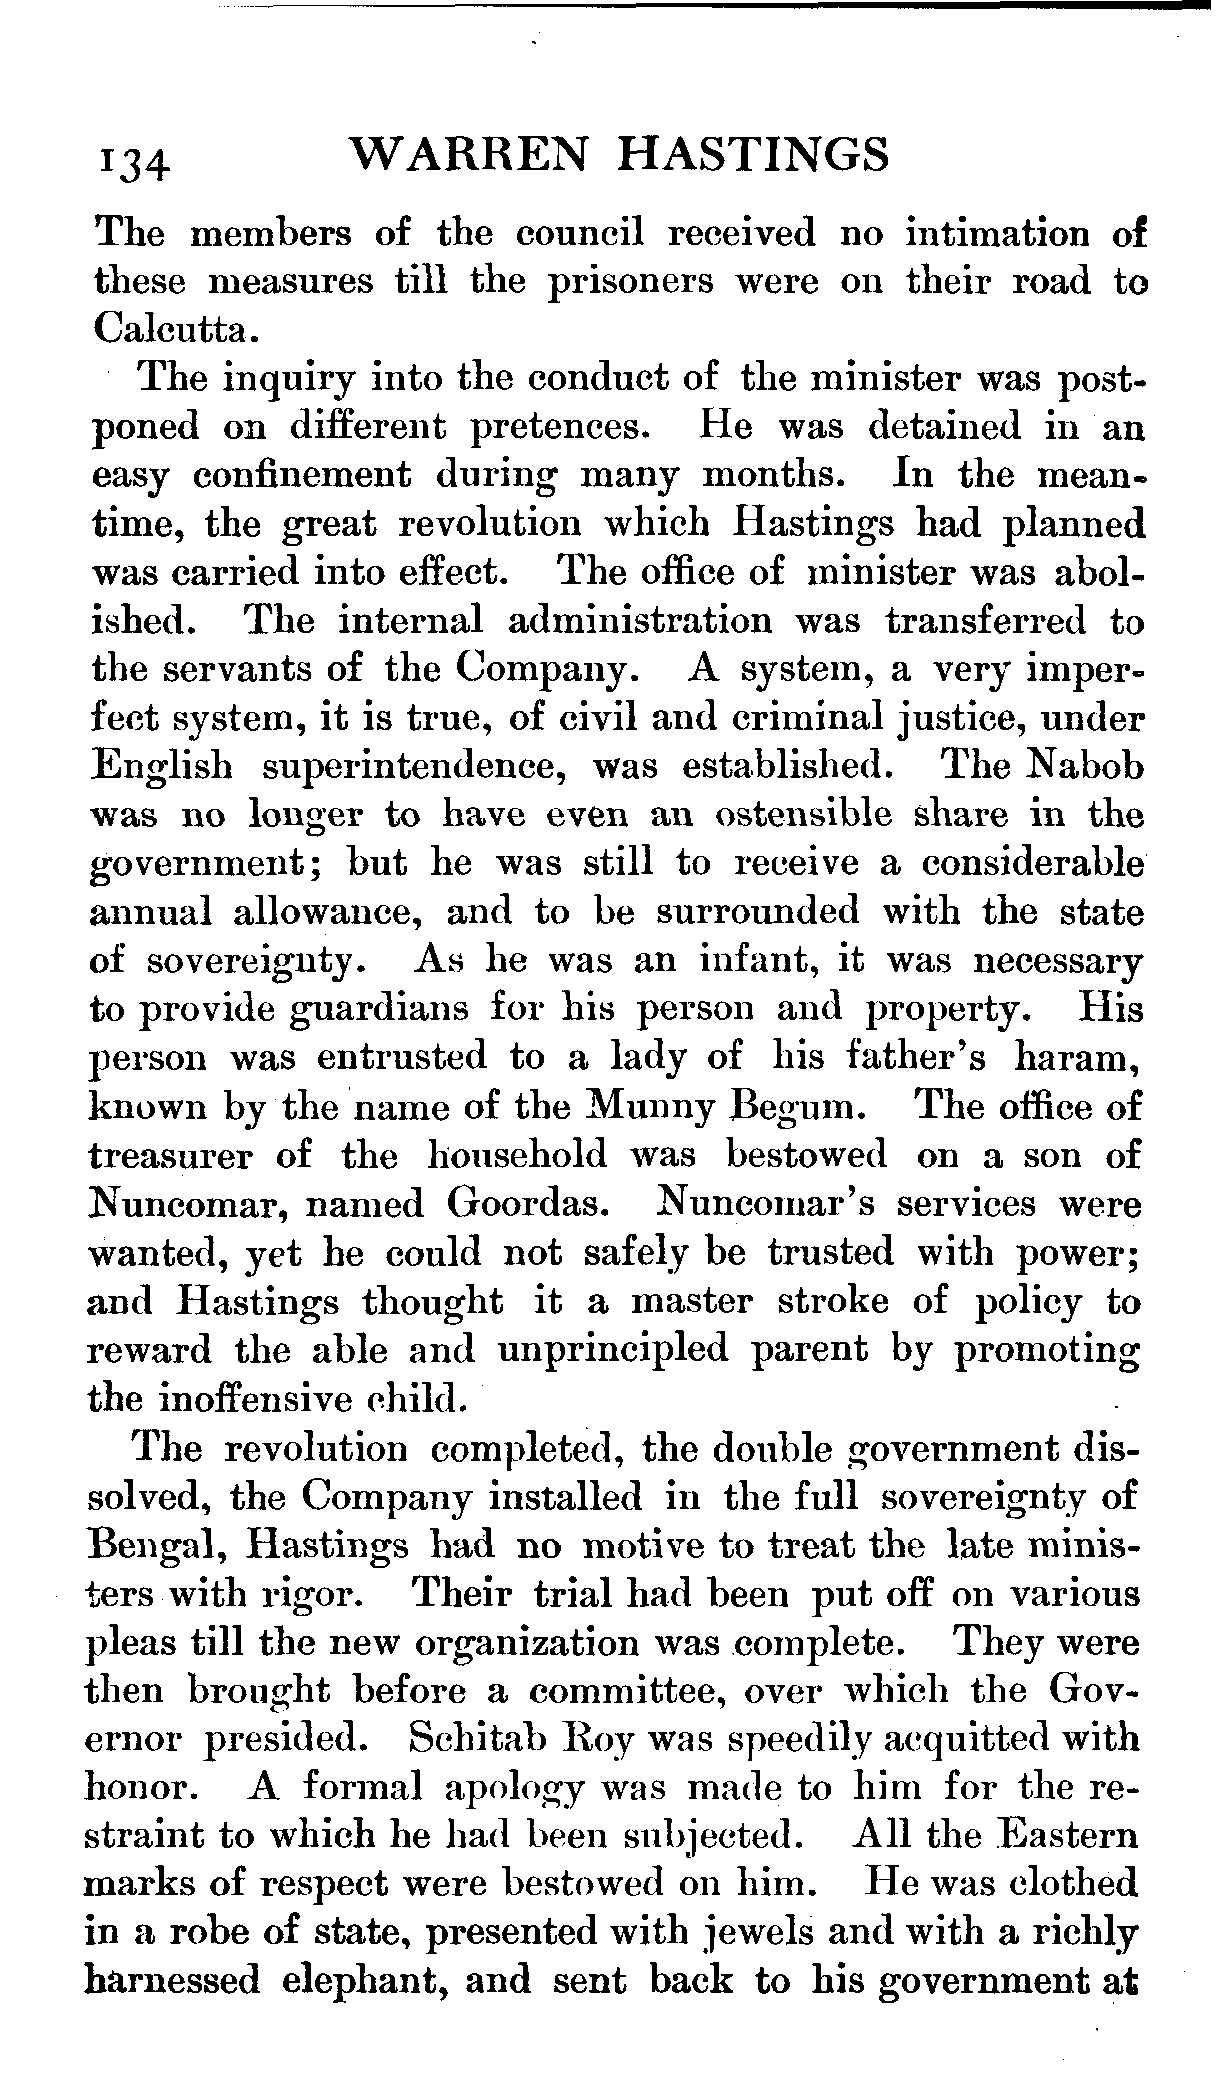 134 WARREN HASTINGS
The members of the council received no intimation of
these measures till the prisoners were on their road to
Calcutta.
The inquiry into the conduct of the minister was post-
poned on different pretences. He was detained in an
easy confinement during many months. In the mean-
time, the great revolution which Hastings had planned
was carried into effect. The office of minister was abol-
ished. The internal administration was transferred to
the servants of the Company. A system, a very imper-
fect system, it is true, of civil and criminal justice, under
English superintendence, was established. The Nabob
was no longer to have even an ostensible share in the
government; but he was still to receive a considerable
annual allowance, and to be surrounded with the state
of sovereignty. As he was an infant, it was necessary
to provide guardians for his person and property. His
person was entrusted to a lady of his father's haram,
known by the name of the Munny Begum. The office of
treasurer of the household was bestowed on a son of
Nuncomar, named Goordas. Nuncomar's services were
wanted, yet he could not safely be trusted with power;
and Hastings thought it a master stroke of policy to
reward the able and unprincipled parent by promoting
the inoffensive child.
The revolution completed, the double government dis-
solved, the Company installed in the full sovereignty of
Bengal, Hastings had no motive to treat the late minis-
ters with rigor. Their trial had been put off on various
pleas till the new organization was complete. They were
then brought before a committee, over which the Gov-
ernor presided. Schitab Roy was speedily acquitted with
honor. A formal apology was made to him for the re-
straint to which he had been subjected. All the Eastern
marks of respect were bestowed on him. He was clothed
in a robe of state, presented with jewels and with a richly
harnessed elephant, and sent back to his government at